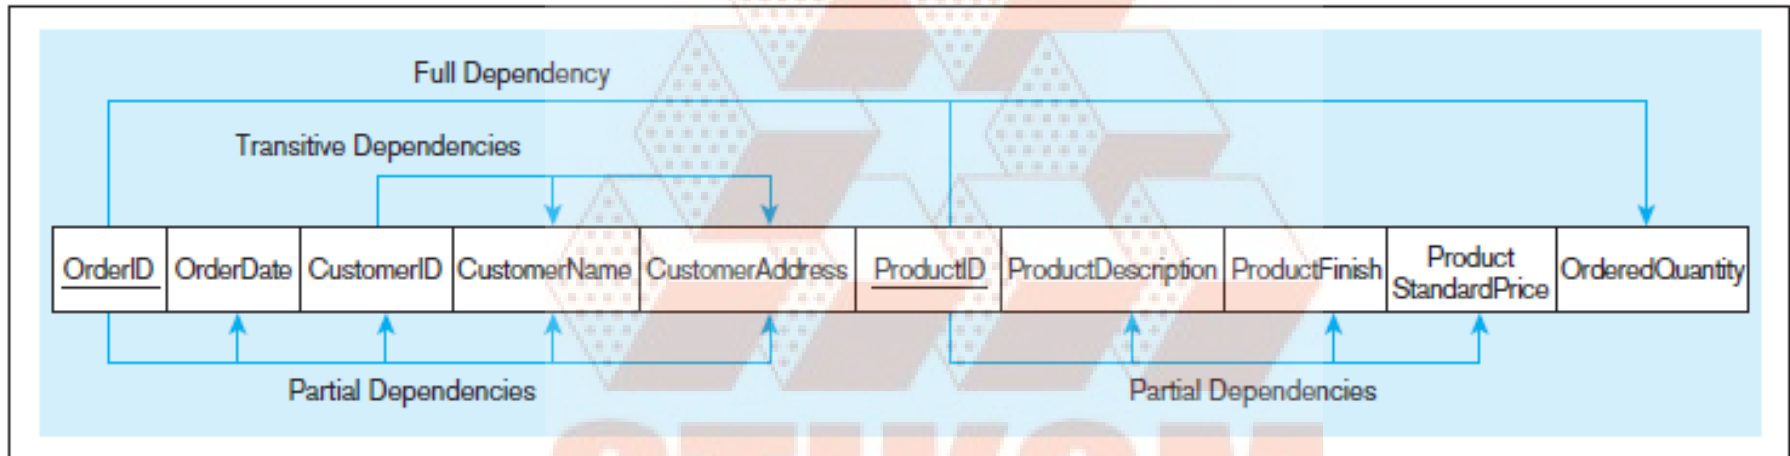 Full Dependency
Transitive Dependencies
OrderID OrderDate CustomerID CustomerName CustomerAddress ProductID ProductDescription ProductFinish Product StandardPrice OrderedQuantity
Partial Dependencies Partial Dependencies
STIKOM